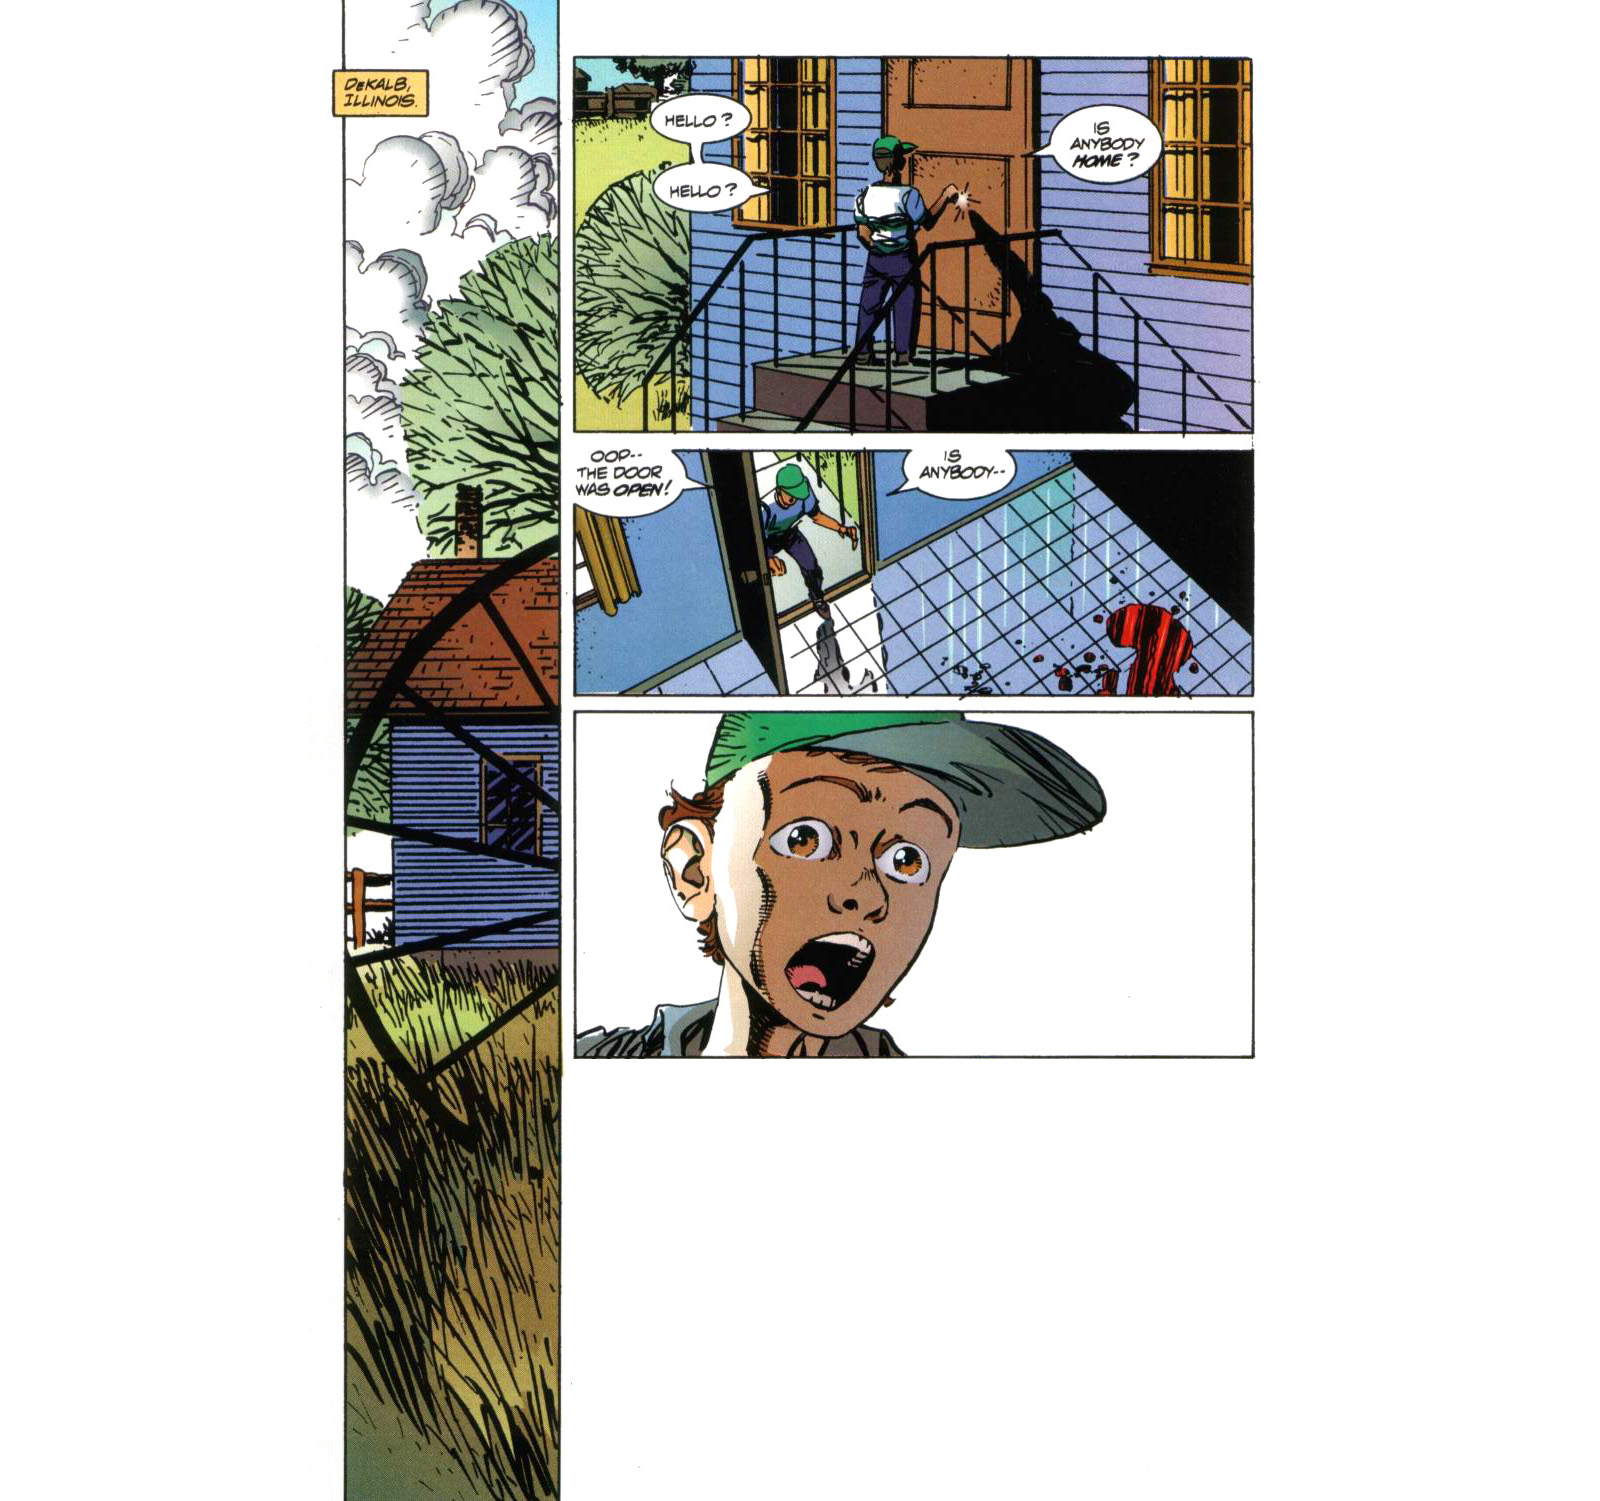 DEKALB,
ILLINOIS.
HELLO?
HELLO?
IS
ANYBODY
HOME?
OOP--
THE DOOR
WAS OPEN!
IS
ANYBODY--